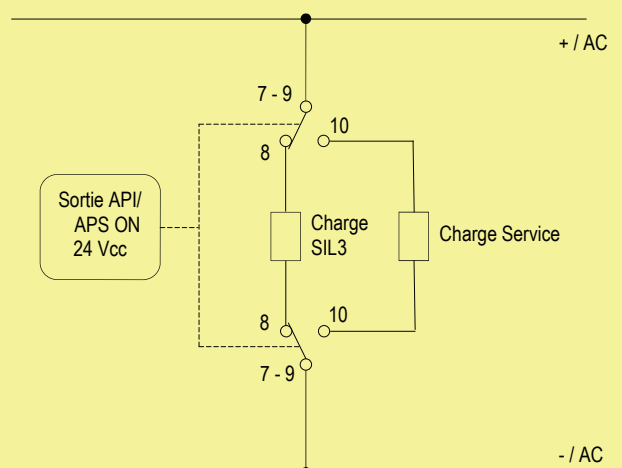 + / AC
7 - 9
10
8
Sortie API/
APS ON
24 Vcc
Charge
SIL3
Charge Service
8
10
7 - 9
- / AC